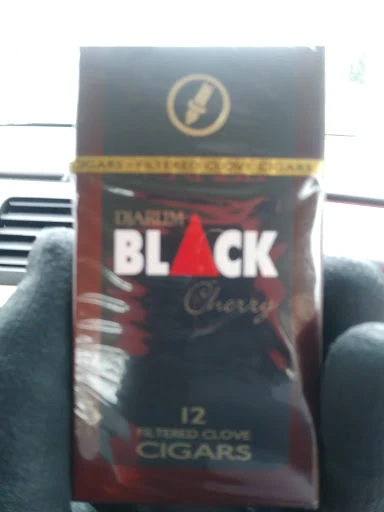 CIGARS • FILTERED CLOVE CIGARS
DJARUM
BLACK
Cherry
12
FILTERED CLOVE
CIGARS